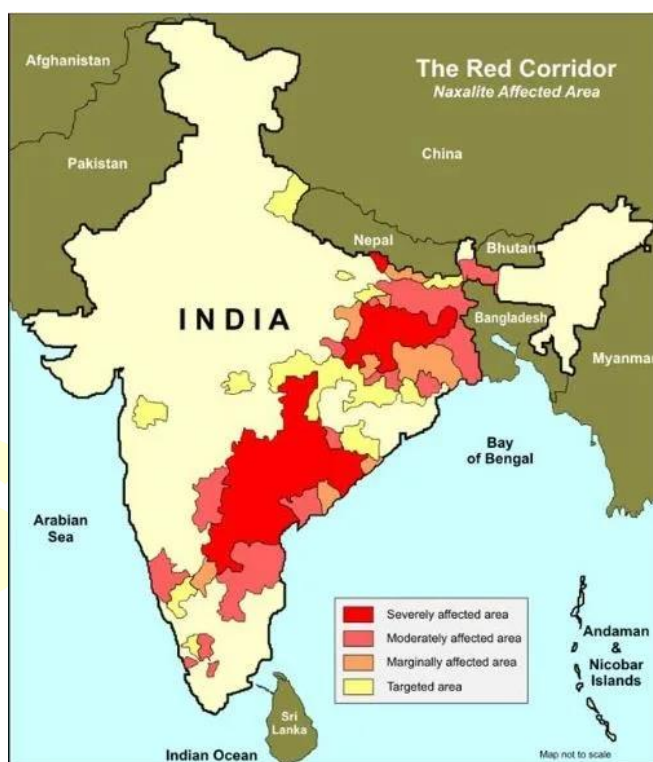 The Red Corridor
Naxalite Affected Area
Afghanistan
Pakistan
China
Nepal
Bhutan
INDIA
Bangladesh
Myanmar
Bay
of Bengal
Arabian
Sea
Severely affected area
Moderately affected area
Marginally affected area
Targeted area
Andaman
&
Nicobar
Islands
Sri
Lanka
Indian Ocean
Map not to scale